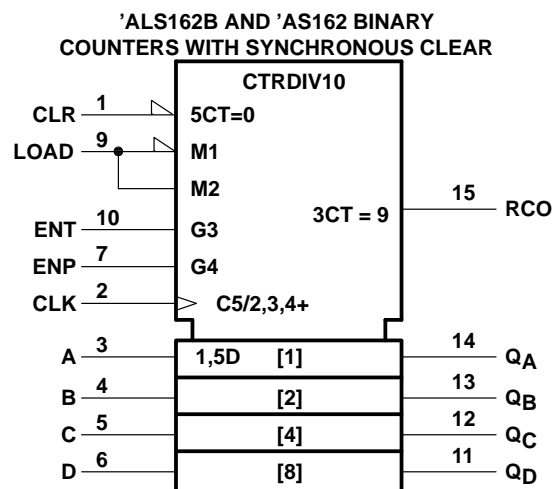 'ALS162B AND 'AS162 BINARY
COUNTERS WITH SYNCHRONOUS CLEAR
CTRDIV10
CLR 1 5CT=0
LOAD 9 M1
M2
3CT = 9 15 RCO
ENT 10 G3
ENP 7 G4
CLK 2 C5/2,3,4+
A 3 1,5D [1] 14 QA
B 4 [2] 13 QB
C 5 [4] 12 QC
D 6 [8] 11 QD